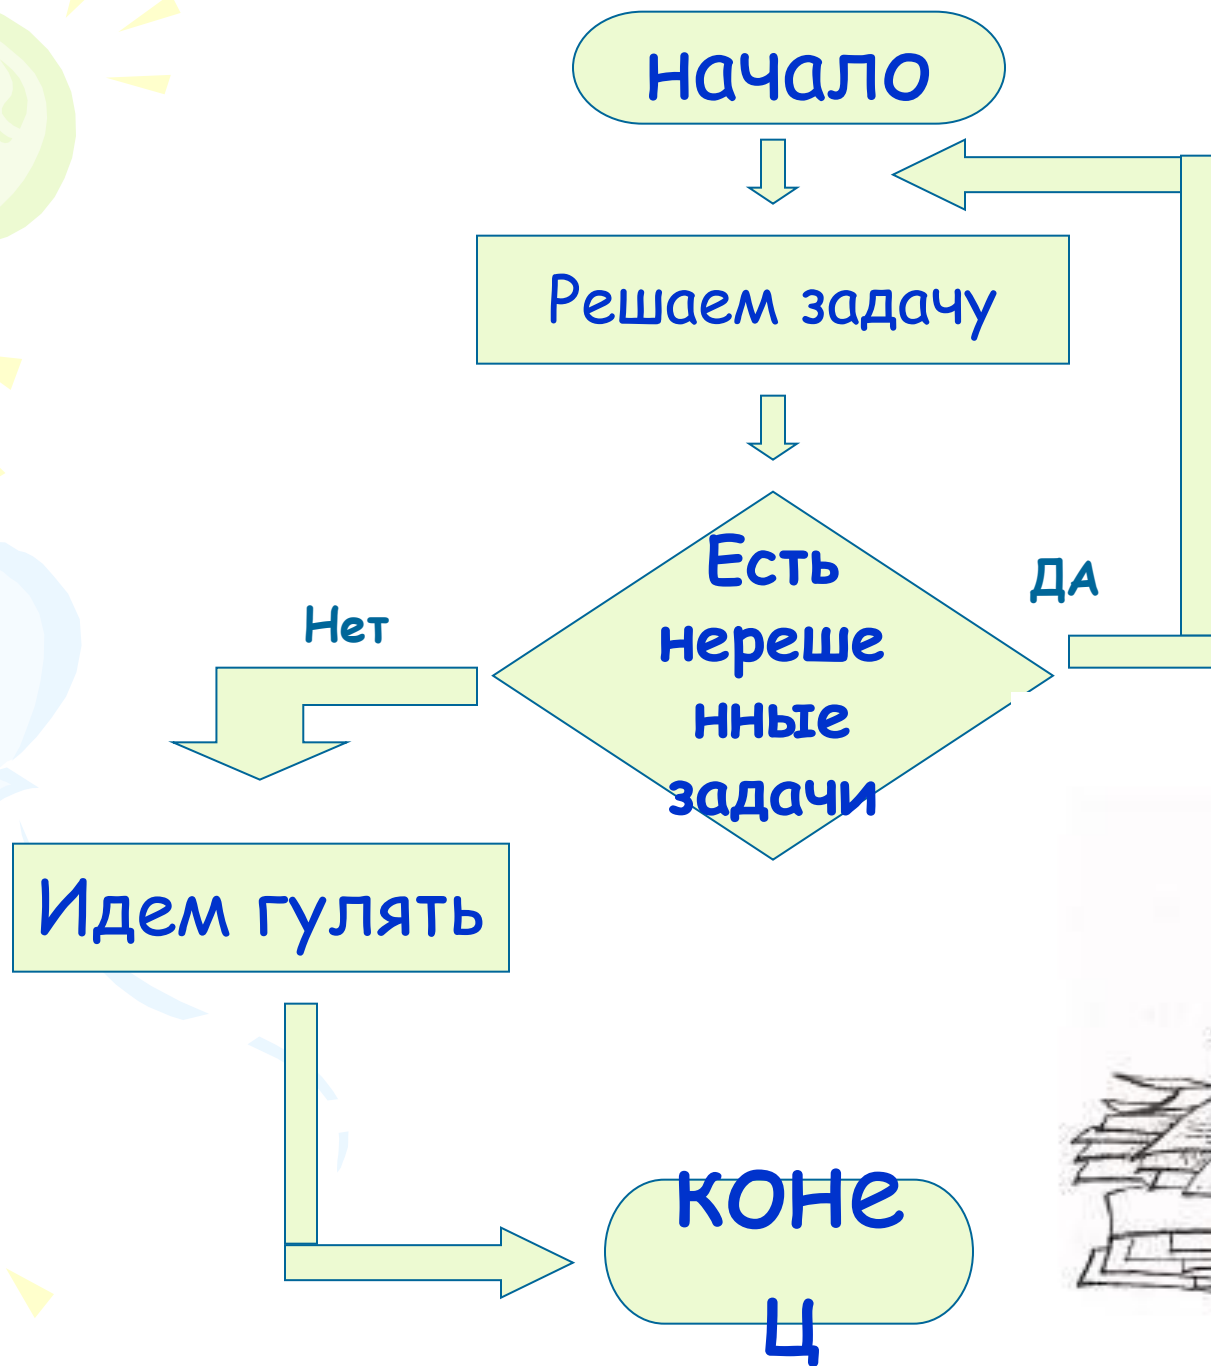 начало
Решаем задачу
Есть
нереше
нные
задачи
ДА
Нет
Идем гулять
коне
ц